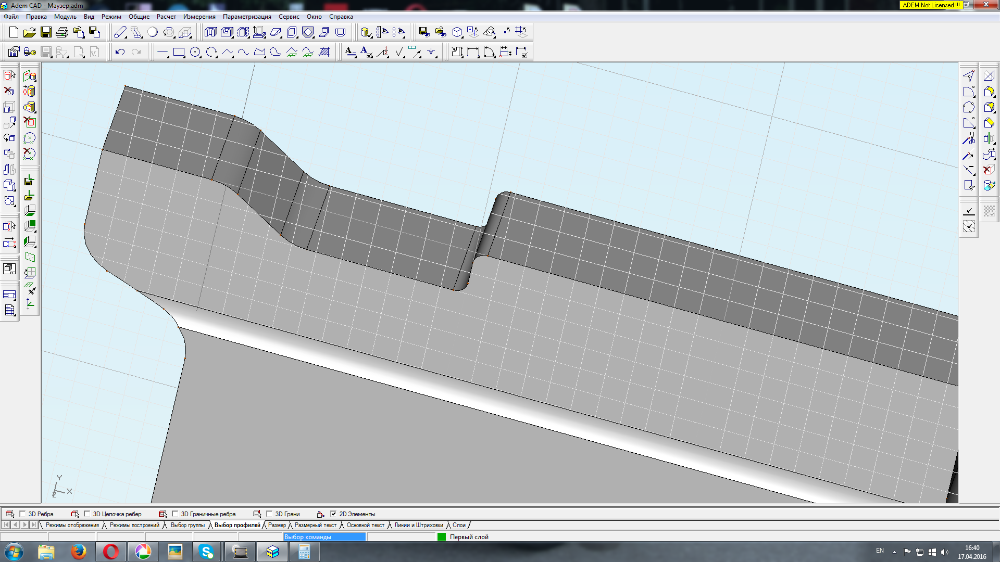 Adem CAD - Маузер.adm
ADEM Not Licensed !!!
Файл Правка Модуль Вид Режим Общие Расчет Измерения Параметризация Сервис Окно Справка
Y
X
Z
3D Ребра 3D Цепочка ребер 3D Граничные ребра 3D Грани 2D Элементы
Режимы отображения Режимы построений Выбор группы Выбор профилей Размер Размерный текст Основной текст Линии и Штриховки Слои
Выбор команды Первый слой
EN
16:40
17.04.2016